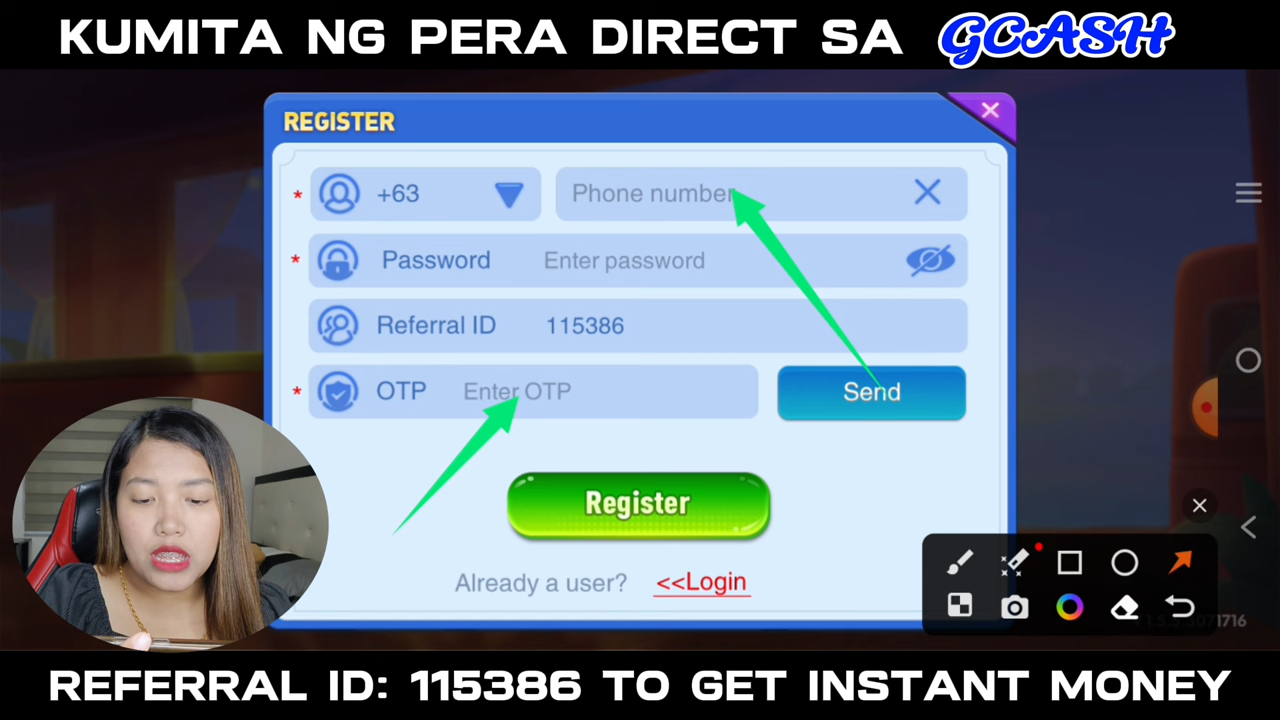 KUMITA NG PERA DIRECT SA GCASH
REGISTER
* +63 Phone number
* Password Enter password
Referral ID 115386
* OTP Enter OTP Send
Register
Already a user? <<Login
REFERRAL ID: 115386 TO GET INSTANT MONEY